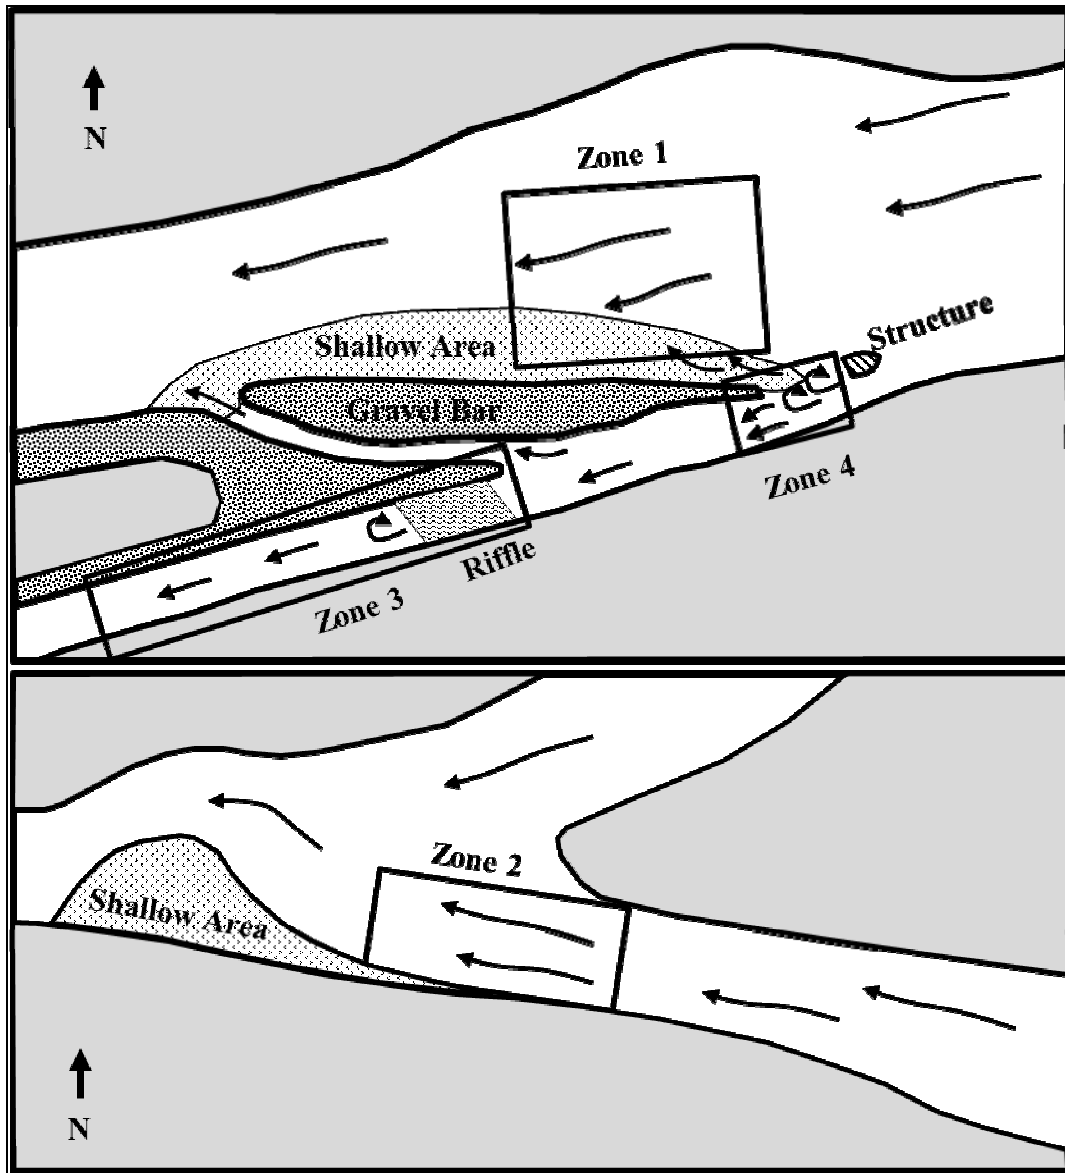 N
Zone 1
Structure
Shallow Area
Gravel Bar
Zone 4
Riffle
Zone 3
Zone 2
Shallow Area
N